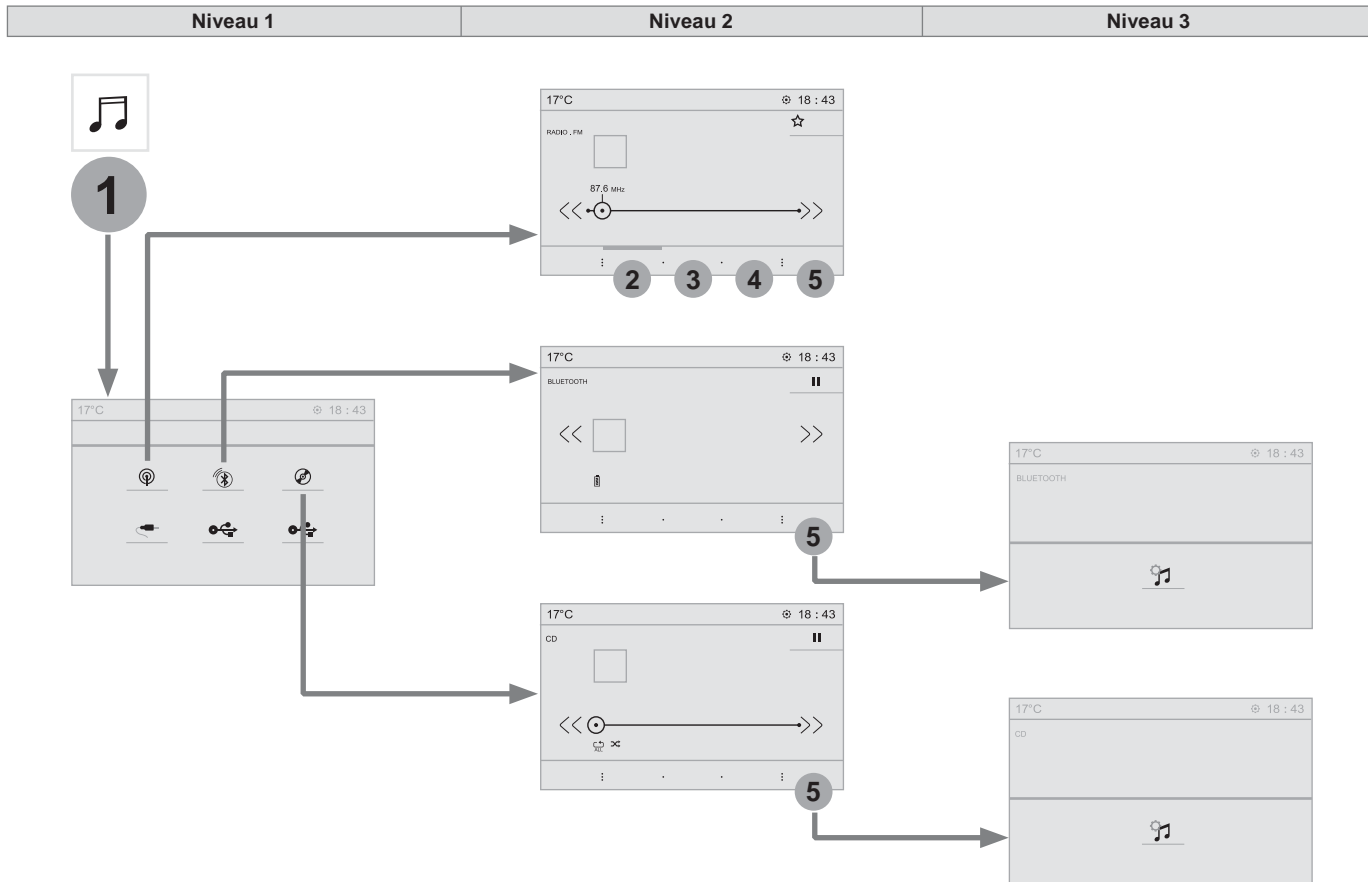 Niveau 1
Niveau 2
Niveau 3
1
17°C 18 : 43
17°C 18 : 43
RADIO . FM
87.6 MHz
2 3 4 5
17°C 18 : 43
BLUETOOTH
5
17°C 18 : 43
CD
ALL
5
17°C 18 : 43
BLUETOOTH
17°C 18 : 43
CD